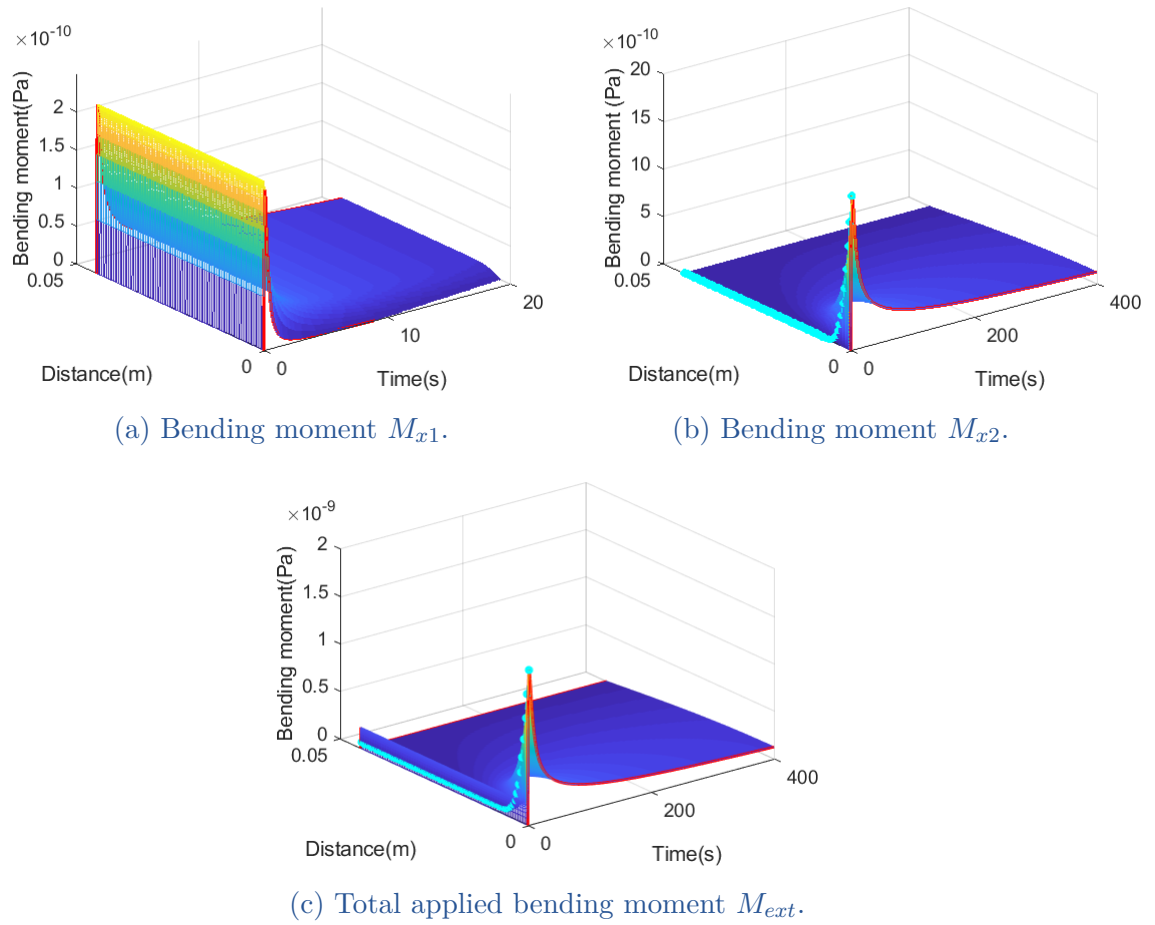 ×10⁻¹⁰
Bending moment(Pa)
2
1.5
1
0.5
0
0.05
Distance(m)
0
0
10
20
Time(s)
(a) Bending moment Mₓ₁.
×10⁻¹⁰
Bending moment (Pa)
20
15
10
5
0
0.05
Distance(m)
0
0
200
400
Time(s)
(b) Bending moment Mₓ₂.
×10⁻⁹
Bending moment(Pa)
2
1.5
1
0.5
0
0.05
Distance(m)
0
0
200
400
Time(s)
(c) Total applied bending moment Mₑₓₜ.